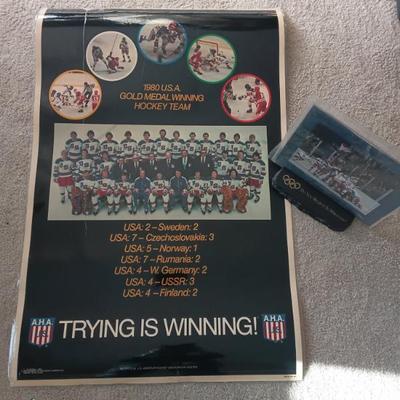 1980 U.S.A.
GOLD MEDAL WINNING
HOCKEY TEAM
USA: 2 – Sweden: 2
USA: 7 – Czechoslovakia: 3
USA: 5 – Norway: 1
USA: 7 – Rumania: 2
USA: 4 – W. Germany: 2
USA: 4 – USSR: 3
USA: 4 – Finland: 2
A.H.A.
U.S.
A.H.A.
U.S.
TRYING IS WINNING!